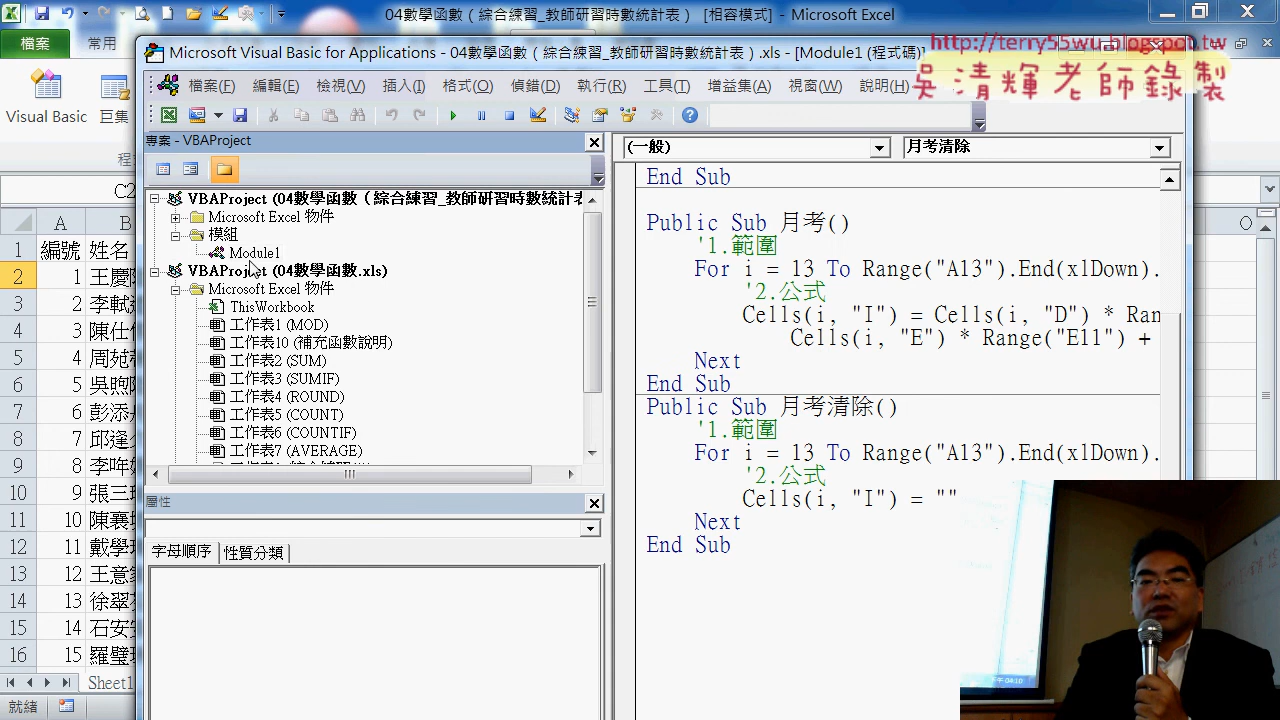 04數學函數（綜合練習_教師研習時數統計表） [相容模式] - Microsoft Excel
檔案
常用
Microsoft Visual Basic for Applications - 04數學函數（綜合練習_教師研習時數統計表）.xls - [Module1 (程式碼)]
http://terry55wu.blogspot.tw
吳清輝老師錄製
檔案(F) 編輯(E) 檢視(V) 插入(I) 格式(O) 偵錯(D) 執行(R) 工具(T) 增益集(A) 視窗(W) 說明(H)
Visual Basic
巨集
專案 - VBAProject
(一般)
月考清除
VBAProject (04數學函數（綜合練習_教師研習時數統計表
Microsoft Excel 物件
模組
Module1
VBAProject (04數學函數.xls)
Microsoft Excel 物件
ThisWorkbook
工作表1 (MOD)
工作表10 (補充函數說明)
工作表2 (SUM)
工作表3 (SUMIF)
工作表4 (ROUND)
工作表5 (COUNT)
工作表6 (COUNTIF)
工作表7 (AVERAGE)
屬性
字母順序 性質分類
End Sub
Public Sub 月考()
'1.範圍
For i = 13 To Range("A13").End(xlDown).
'2.公式
Cells(i, "I") = Cells(i, "D") * Ran
Cells(i, "E") * Range("E11") +
Next
End Sub
Public Sub 月考清除()
'1.範圍
For i = 13 To Range("A13").End(xlDown).
'2.公式
Cells(i, "I") = ""
Next
End Sub
A B O
1 編號 姓名
2 1 王慶
3 2 李軾
4 3 陳仕
5 4 周苑
6 5 吳煦
7 6 彭添
8 7 邱逢
9 8 李哖
10 9 張三
11 10 陳襄
12 11 戴學
13 12 王意
14 13 徐翠
15 14 石安
16 15 羅璧
Sheet1
就緒
下午 04:10